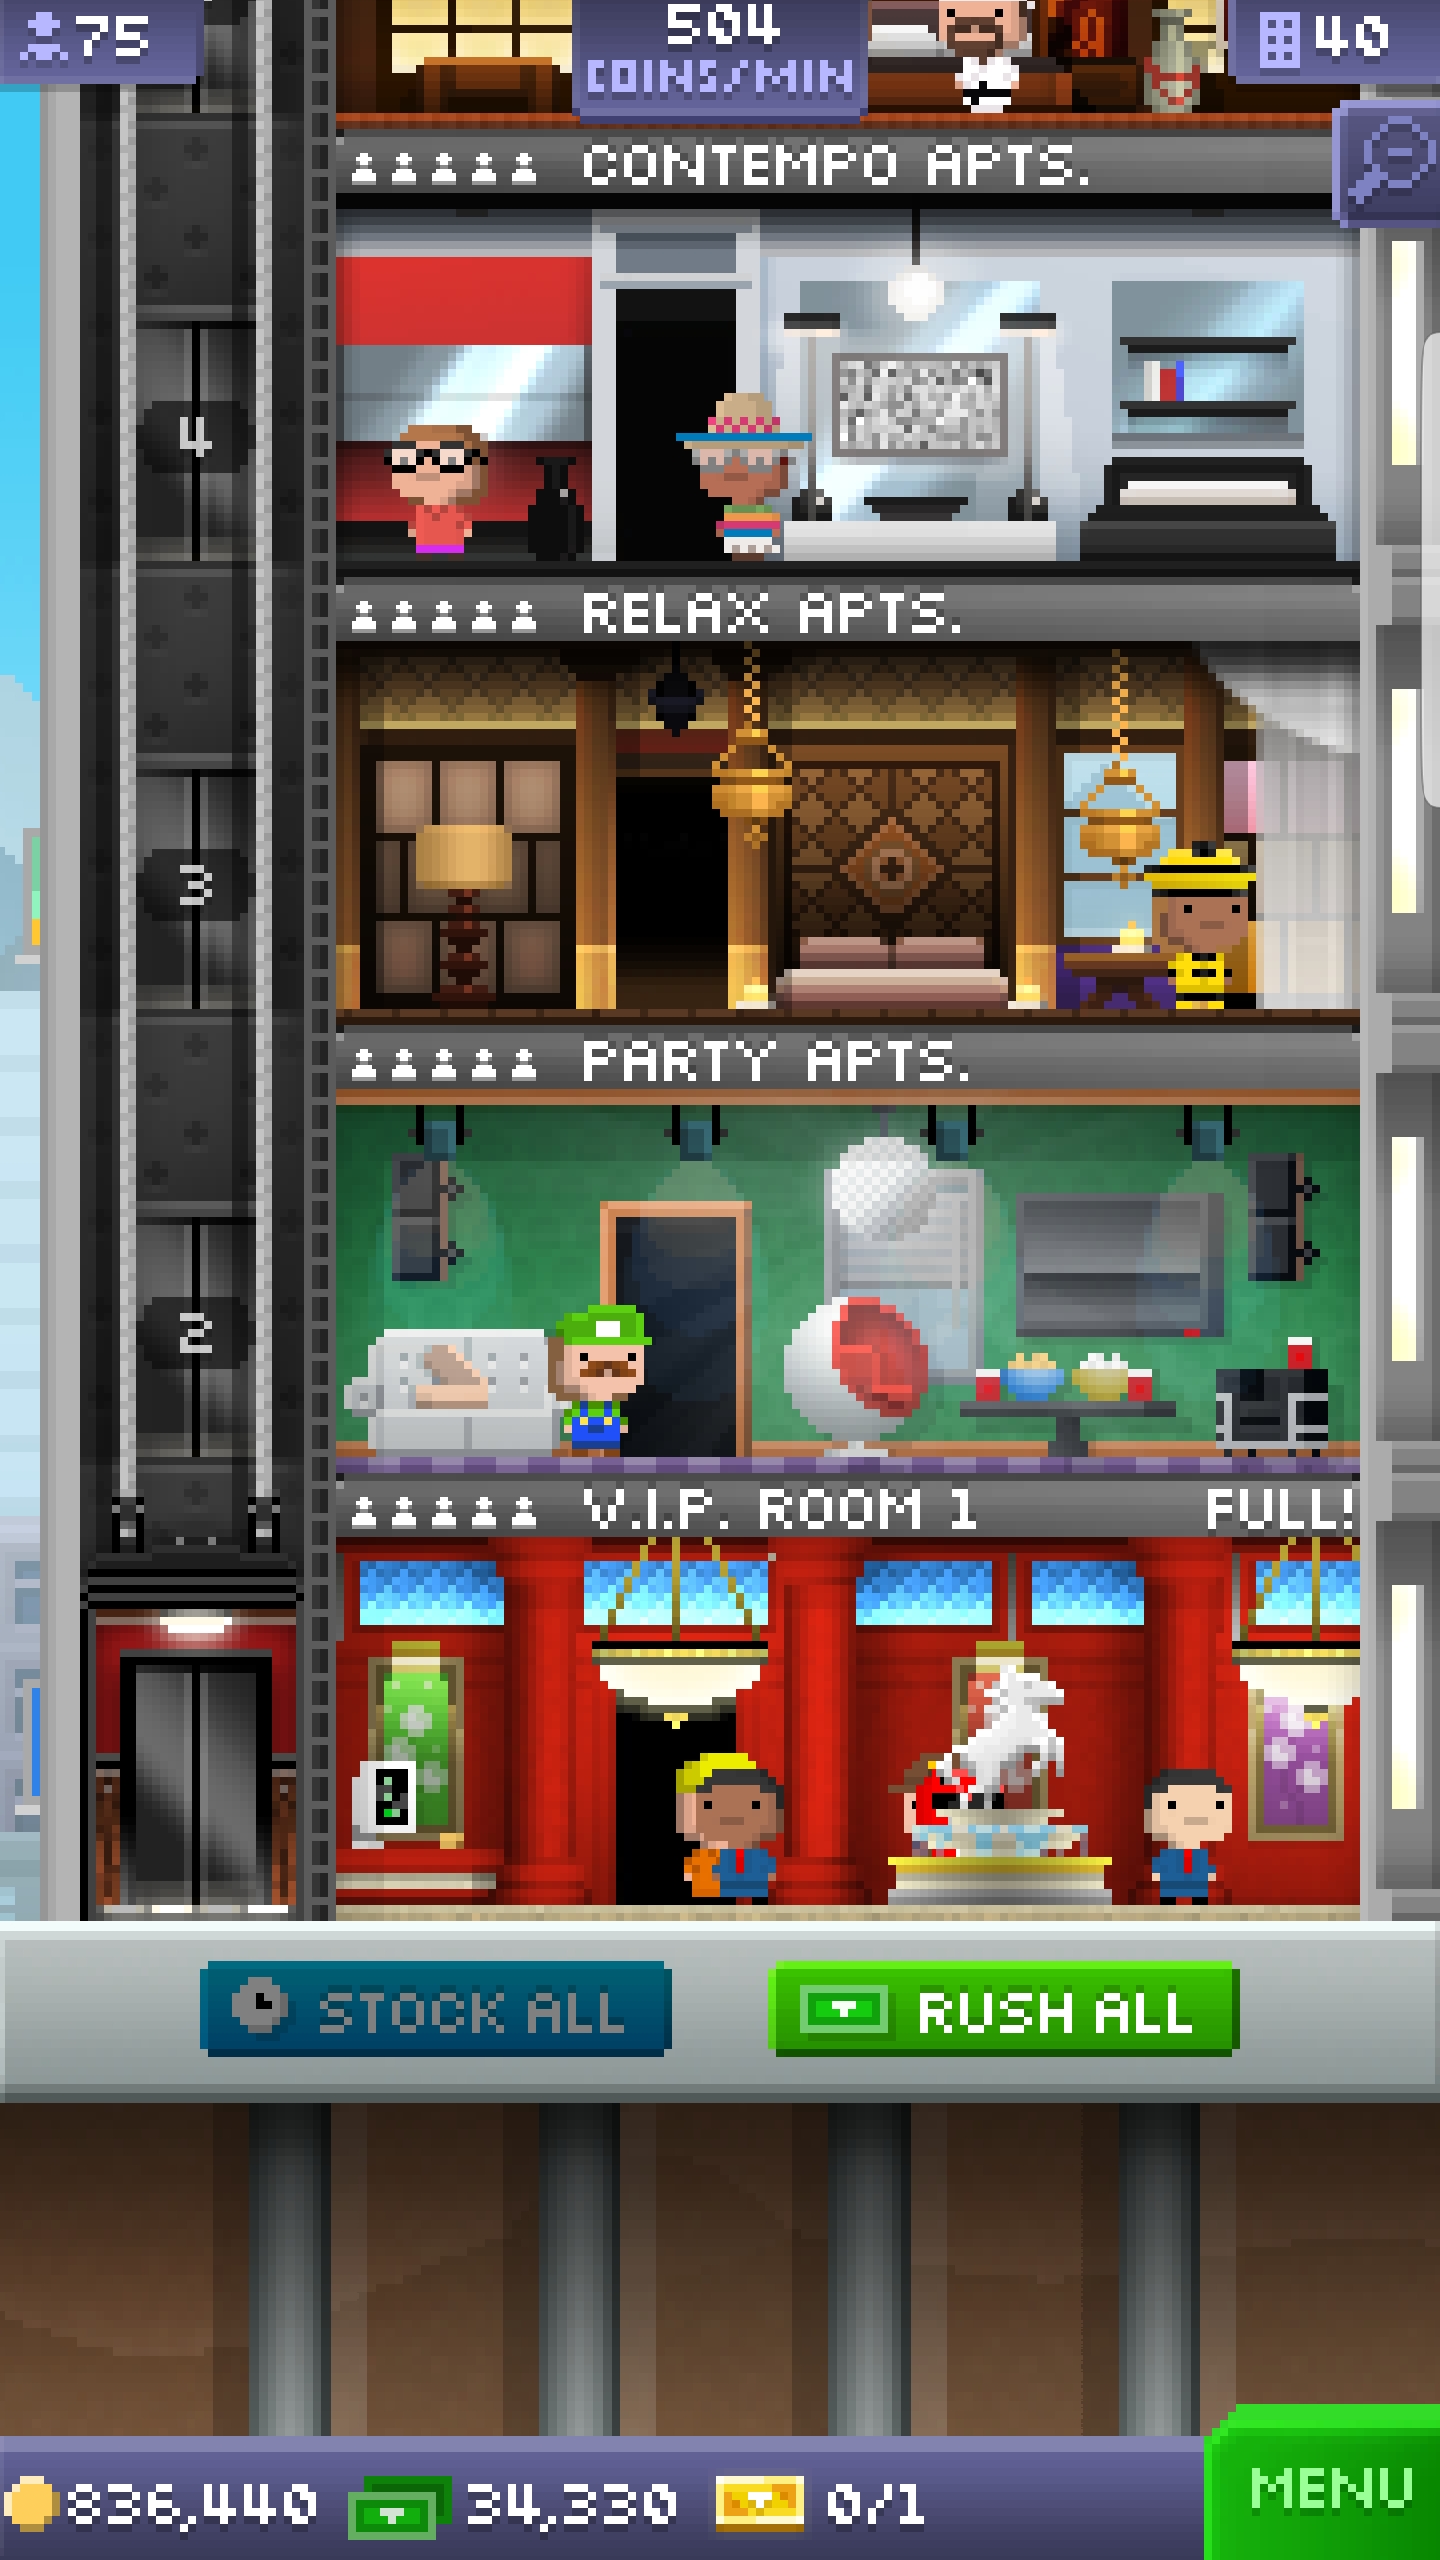 75
504
COINS/MIN
40
CONTEMPO APTS.
4
RELAX APTS.
3
PARTY APTS.
2
V.I.P. ROOM 1 FULL!
STOCK ALL
RUSH ALL
836,440 34,330 0/1
MENU